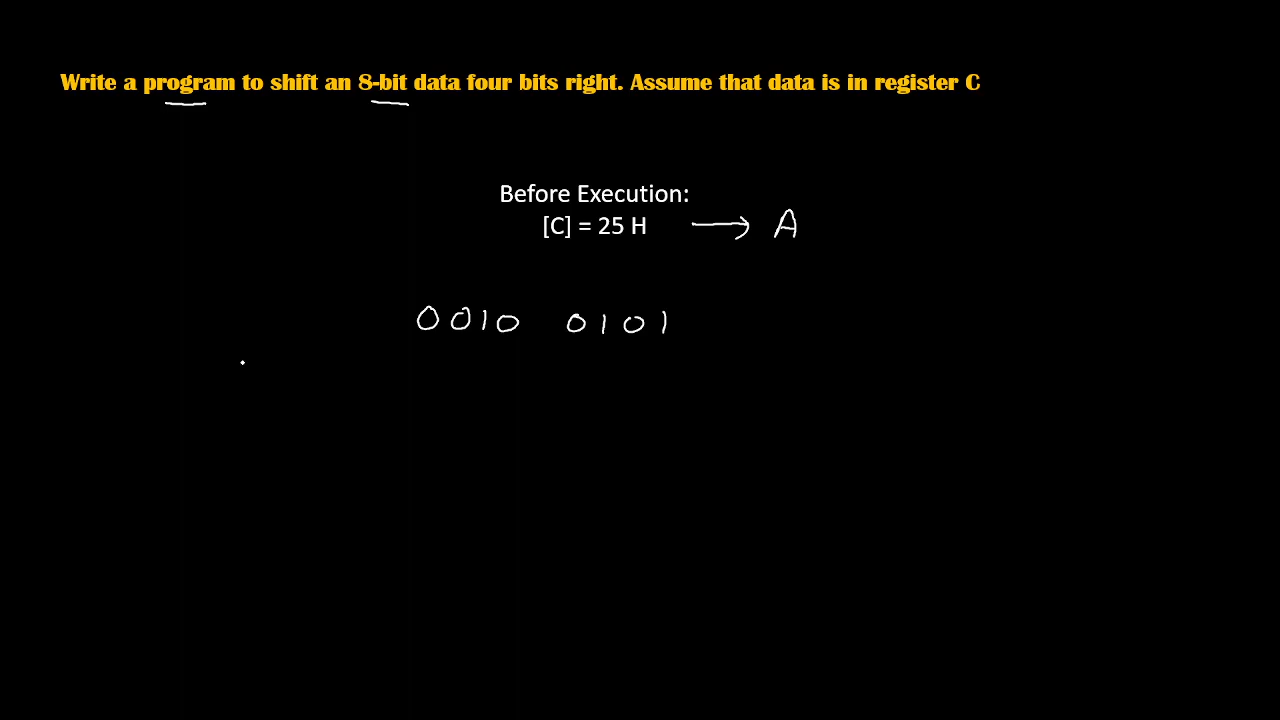 Write a program to shift an 8-bit data four bits right. Assume that data is in register C
Before Execution:
[C] = 25 H → A
0010 0101